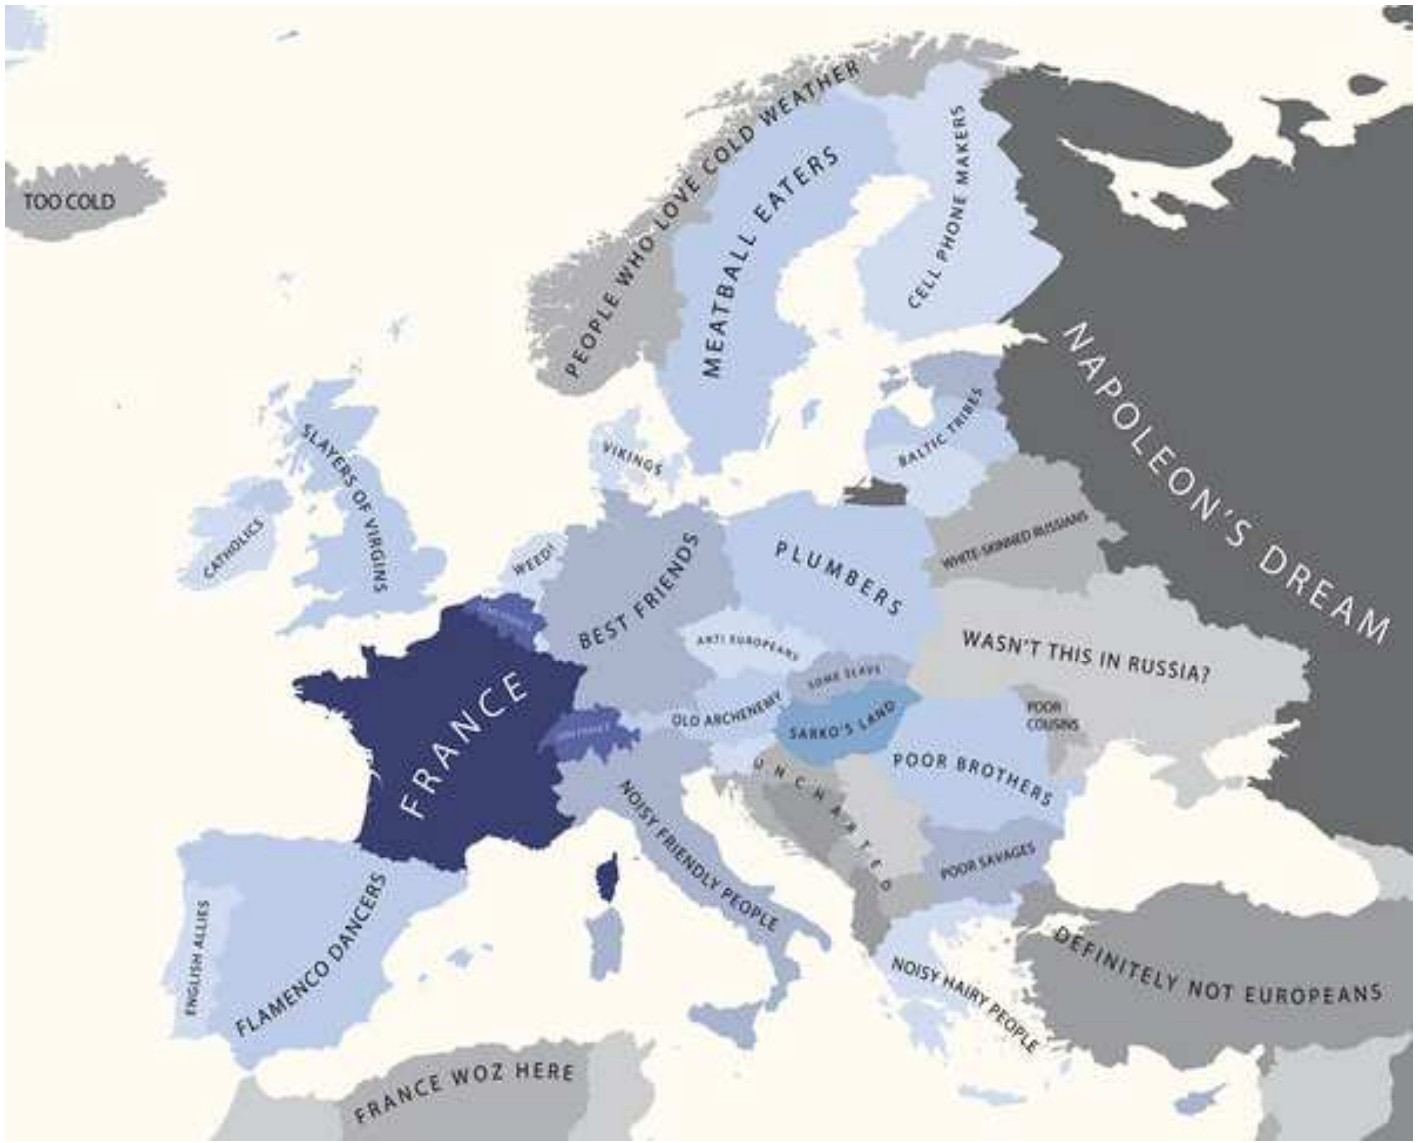 TOO COLD
PEOPLE WHO LOVE COLD WEATHER
MEATBALL EATERS
CELL PHONE MAKERS
NAPOLEON'S DREAM
SLAYERS OF VIRGINS
CATHOLICS
VIKINGS
BALTIC TRIBES
WEED!
BEST FRIENDS
PLUMBERS
WHITE-SKINNED RUSSIANS
WASN'T THIS IN RUSSIA?
ANTI EUROPEANS
SOME SLAVS
FRANCE
OLD ARCHENEMY
SARKO'S LAND
POOR
COUSINS
POOR BROTHERS
UNCHARTED
NOISY FRIENDLY PEOPLE
POOR SAVAGES
ENGLISH ALLIES
FLAMENCO DANCERS
NOISY HAIRY PEOPLE
DEFINITELY NOT EUROPEANS
FRANCE WOZ HERE